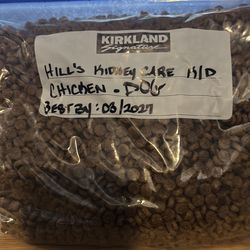 KIRKLAND
Signature
HILL'S KIDNEY CARE K/D
CHICKEN - DOG
BEST BY: 08/2027